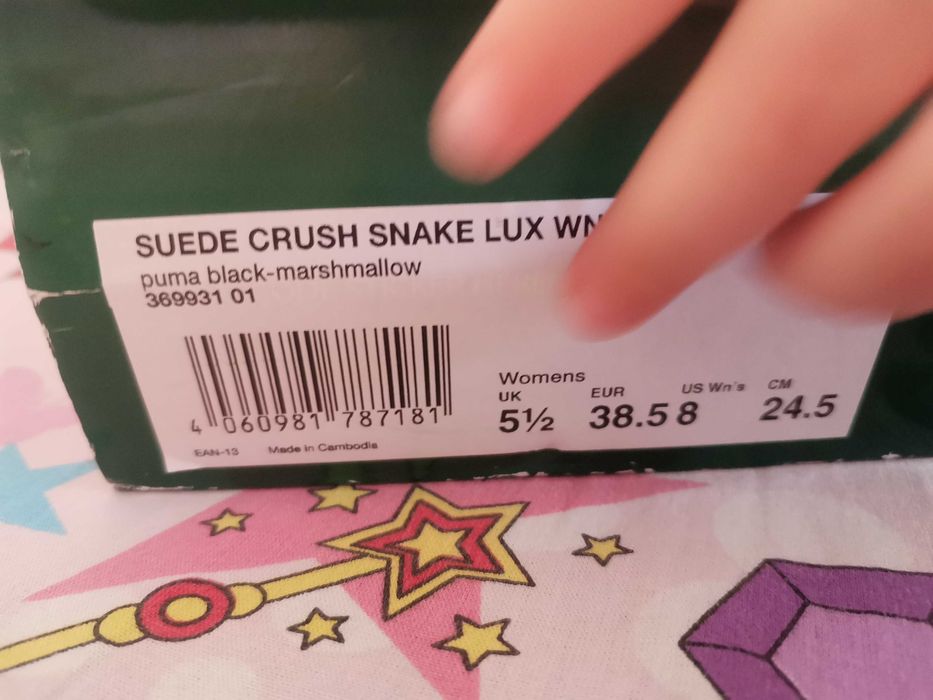 SUEDE CRUSH SNAKE LUX WN
puma black-marshmallow
369931 01
4 060981 787181
EAN-13 Made in Cambodia
Womens
UK EUR US Wn's CM
5½ 38.5 8 24.5